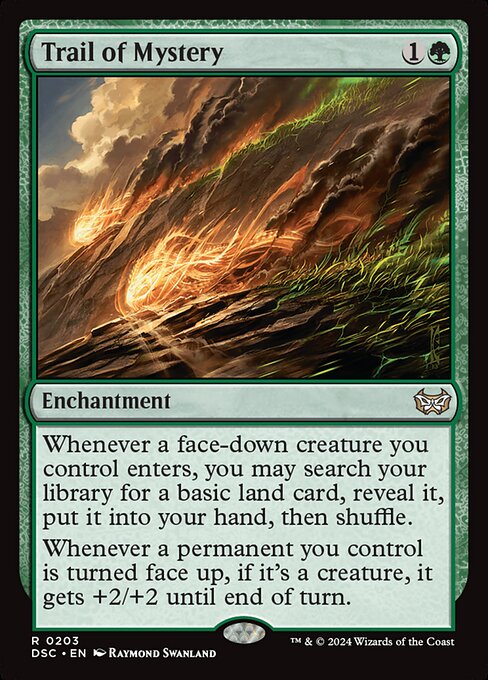 Trail of Mystery 1
Enchantment
Whenever a face-down creature you
control enters, you may search your
library for a basic land card, reveal it,
put it into your hand, then shuffle.
Whenever a permanent you control
is turned face up, if it's a creature, it
gets +2/+2 until end of turn.
R 0203
DSC • EN Raymond Swanland
™ & © 2024 Wizards of the Coast